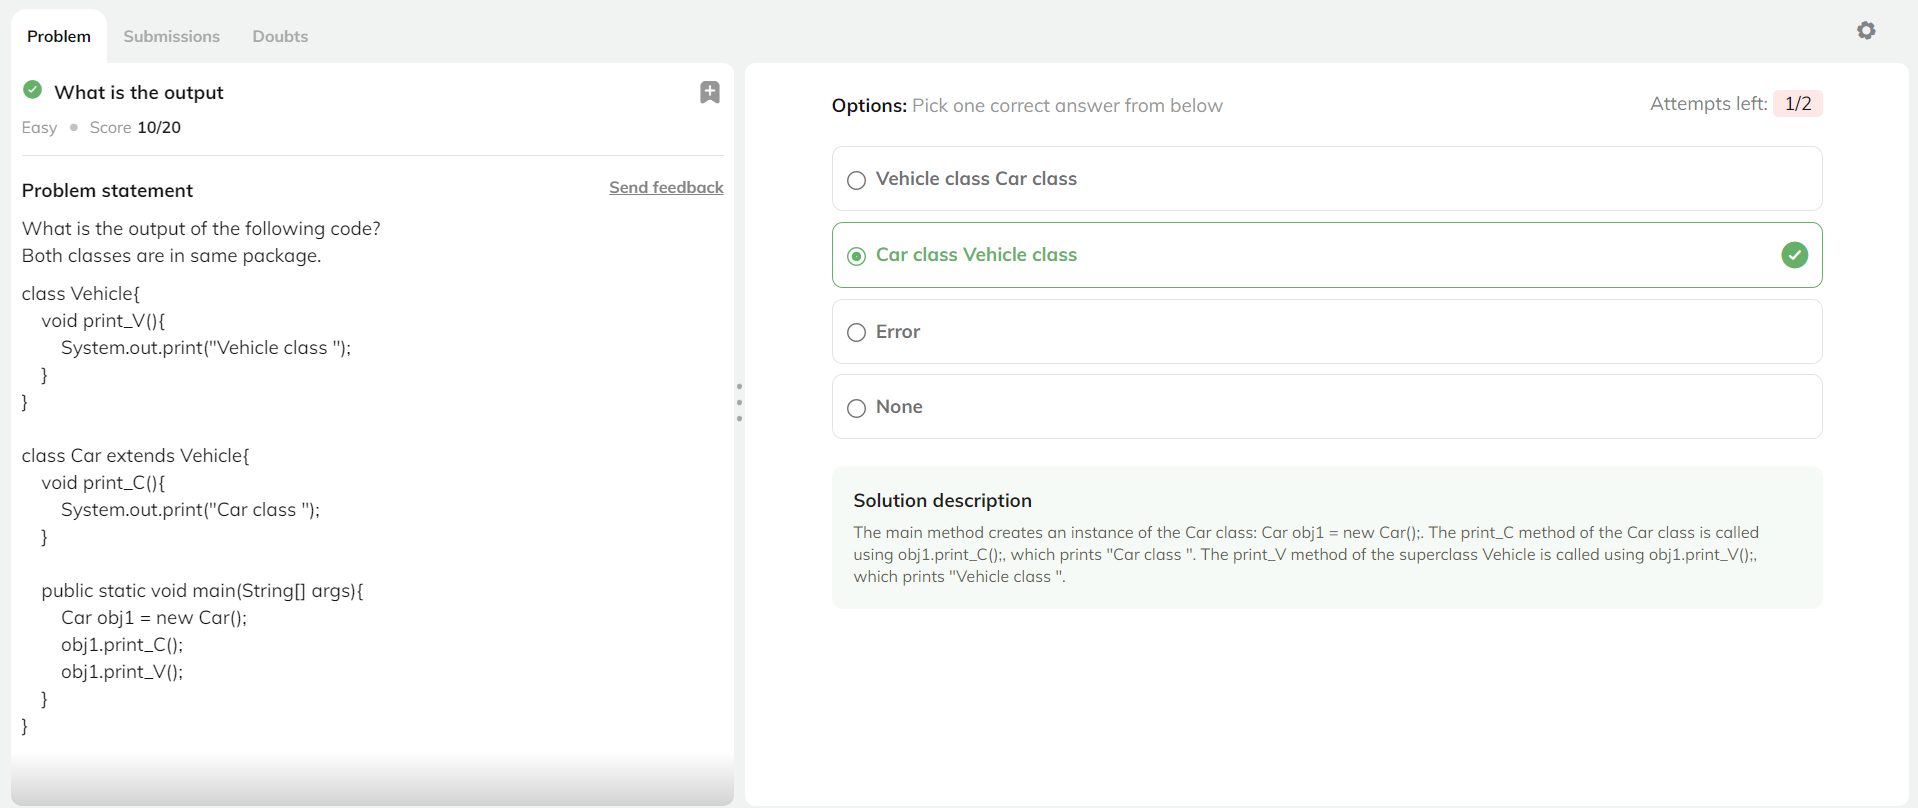 Problem
Submissions
Doubts
What is the output
Easy • Score 10/20
Problem statement
Send feedback
What is the output of the following code?
Both classes are in same package.
class Vehicle{
    void print_V(){
        System.out.print("Vehicle class ");
    }
}
class Car extends Vehicle{
    void print_C(){
        System.out.print("Car class ");
    }
    public static void main(String[] args){
        Car obj1 = new Car();
        obj1.print_C();
        obj1.print_V();
    }
}
Options: Pick one correct answer from below
Attempts left: 1/2
Vehicle class Car class
Car class Vehicle class
Error
None
Solution description
The main method creates an instance of the Car class: Car obj1 = new Car();. The print_C method of the Car class is called
using obj1.print_C();, which prints "Car class ". The print_V method of the superclass Vehicle is called using obj1.print_V();,
which prints "Vehicle class ".